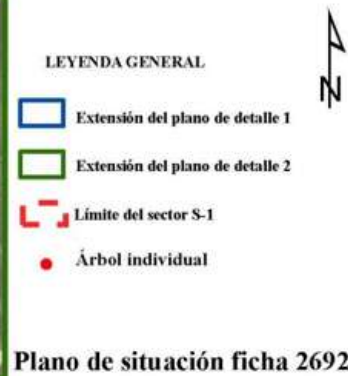 LEYENDA GENERAL
N
Extensión del plano de detalle 1
Extensión del plano de detalle 2
Límite del sector S-1
Árbol individual
Plano de situación ficha 2692